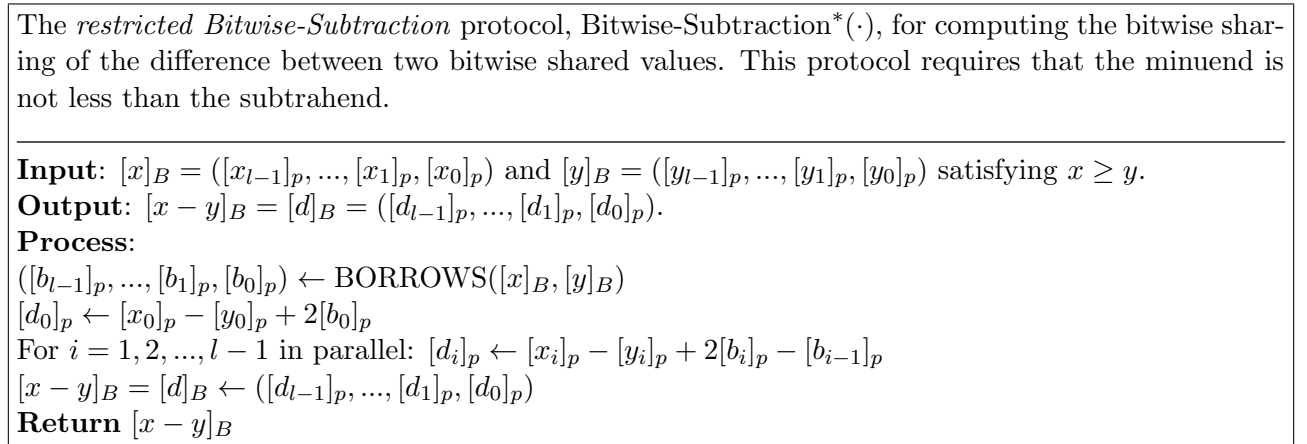 The restricted Bitwise-Subtraction protocol, Bitwise-Subtraction*(·), for computing the bitwise shar-
ing of the difference between two bitwise shared values. This protocol requires that the minuend is
not less than the subtrahend.
Input: [x]_B = ([x_{l−1}]_p, ..., [x_1]_p, [x_0]_p) and [y]_B = ([y_{l−1}]_p, ..., [y_1]_p, [y_0]_p) satisfying x ≥ y.
Output: [x − y]_B = [d]_B = ([d_{l−1}]_p, ..., [d_1]_p, [d_0]_p).
Process:
([b_{l−1}]_p, ..., [b_1]_p, [b_0]_p) ← BORROWS([x]_B, [y]_B)
[d_0]_p ← [x_0]_p − [y_0]_p + 2[b_0]_p
For i = 1, 2, ..., l − 1 in parallel: [d_i]_p ← [x_i]_p − [y_i]_p + 2[b_i]_p − [b_{i−1}]_p
[x − y]_B = [d]_B ← ([d_{l−1}]_p, ..., [d_1]_p, [d_0]_p)
Return [x − y]_B